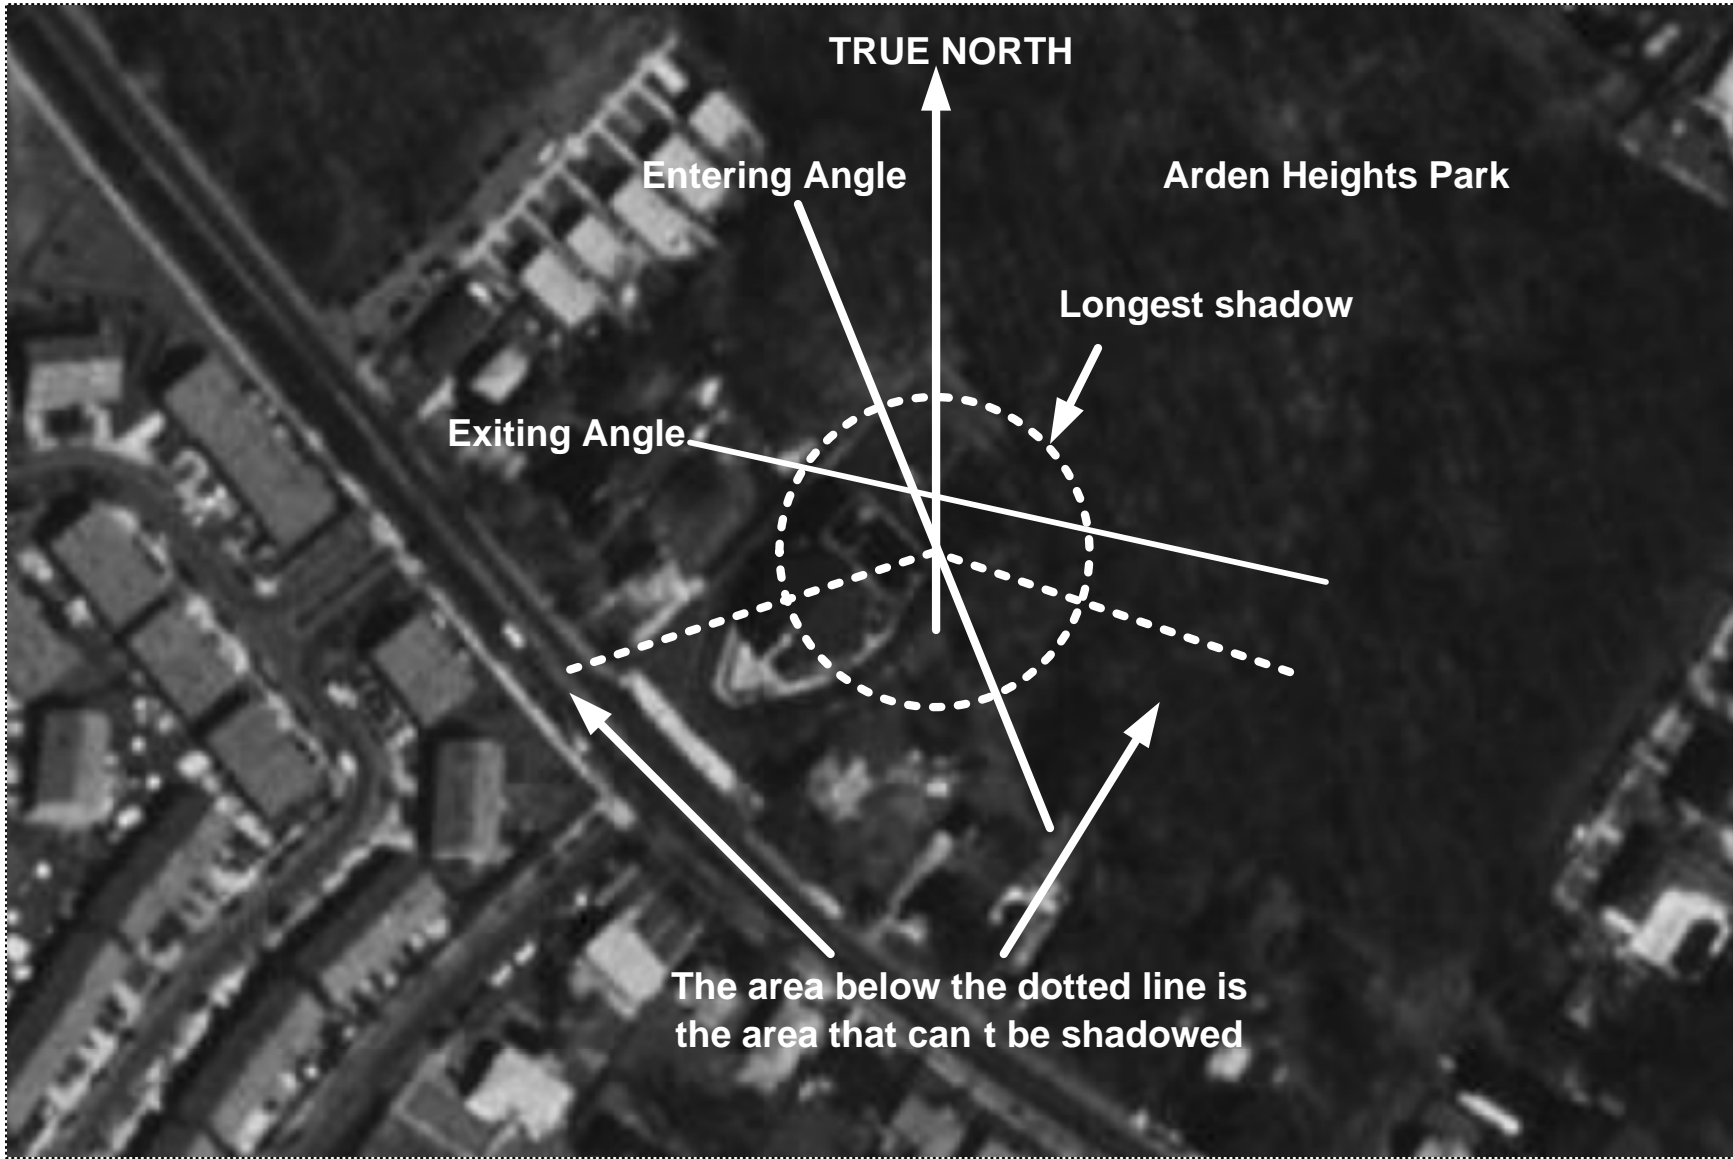 TRUE NORTH
Entering Angle
Arden Heights Park
Longest shadow
Exiting Angle
The area below the dotted line is
the area that can t be shadowed